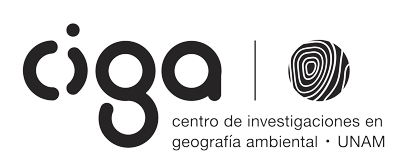 ciga
centro de investigaciones en
geografía ambiental · UNAM